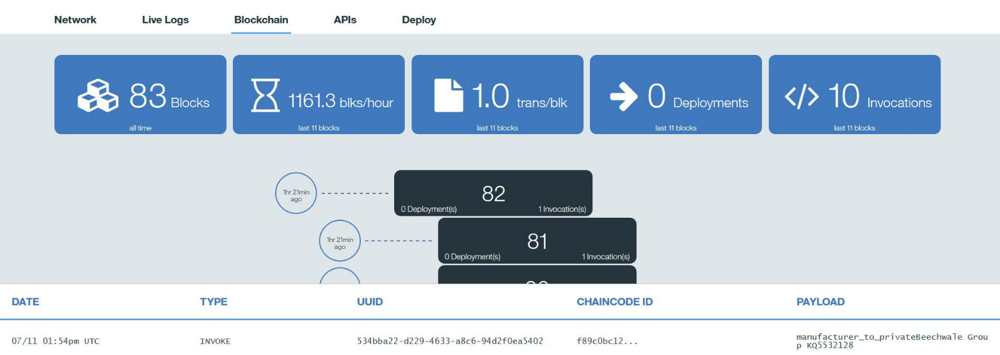 Network Live Logs Blockchain APIs Deploy
83 Blocks 1161.3 blks/hour 1.0 trans/blk 0 Deployments </> 10 Invocations
all time last 11 blocks last 11 blocks last 11 blocks last 11 blocks
1hr 21min
ago
82
0 Deployment(s) 1 Invocation(s)
1hr 21min
ago
81
0 Deployment(s) 1 Invocation(s)
DATE TYPE UUID CHAINCODE ID PAYLOAD
07/11 01:54pm UTC INVOKE 534bba22-d229-4633-a8c6-94d2f0ea5402 f89c0bc12... manufacturer_to_privateBeechwale Grou
p KQ5532128